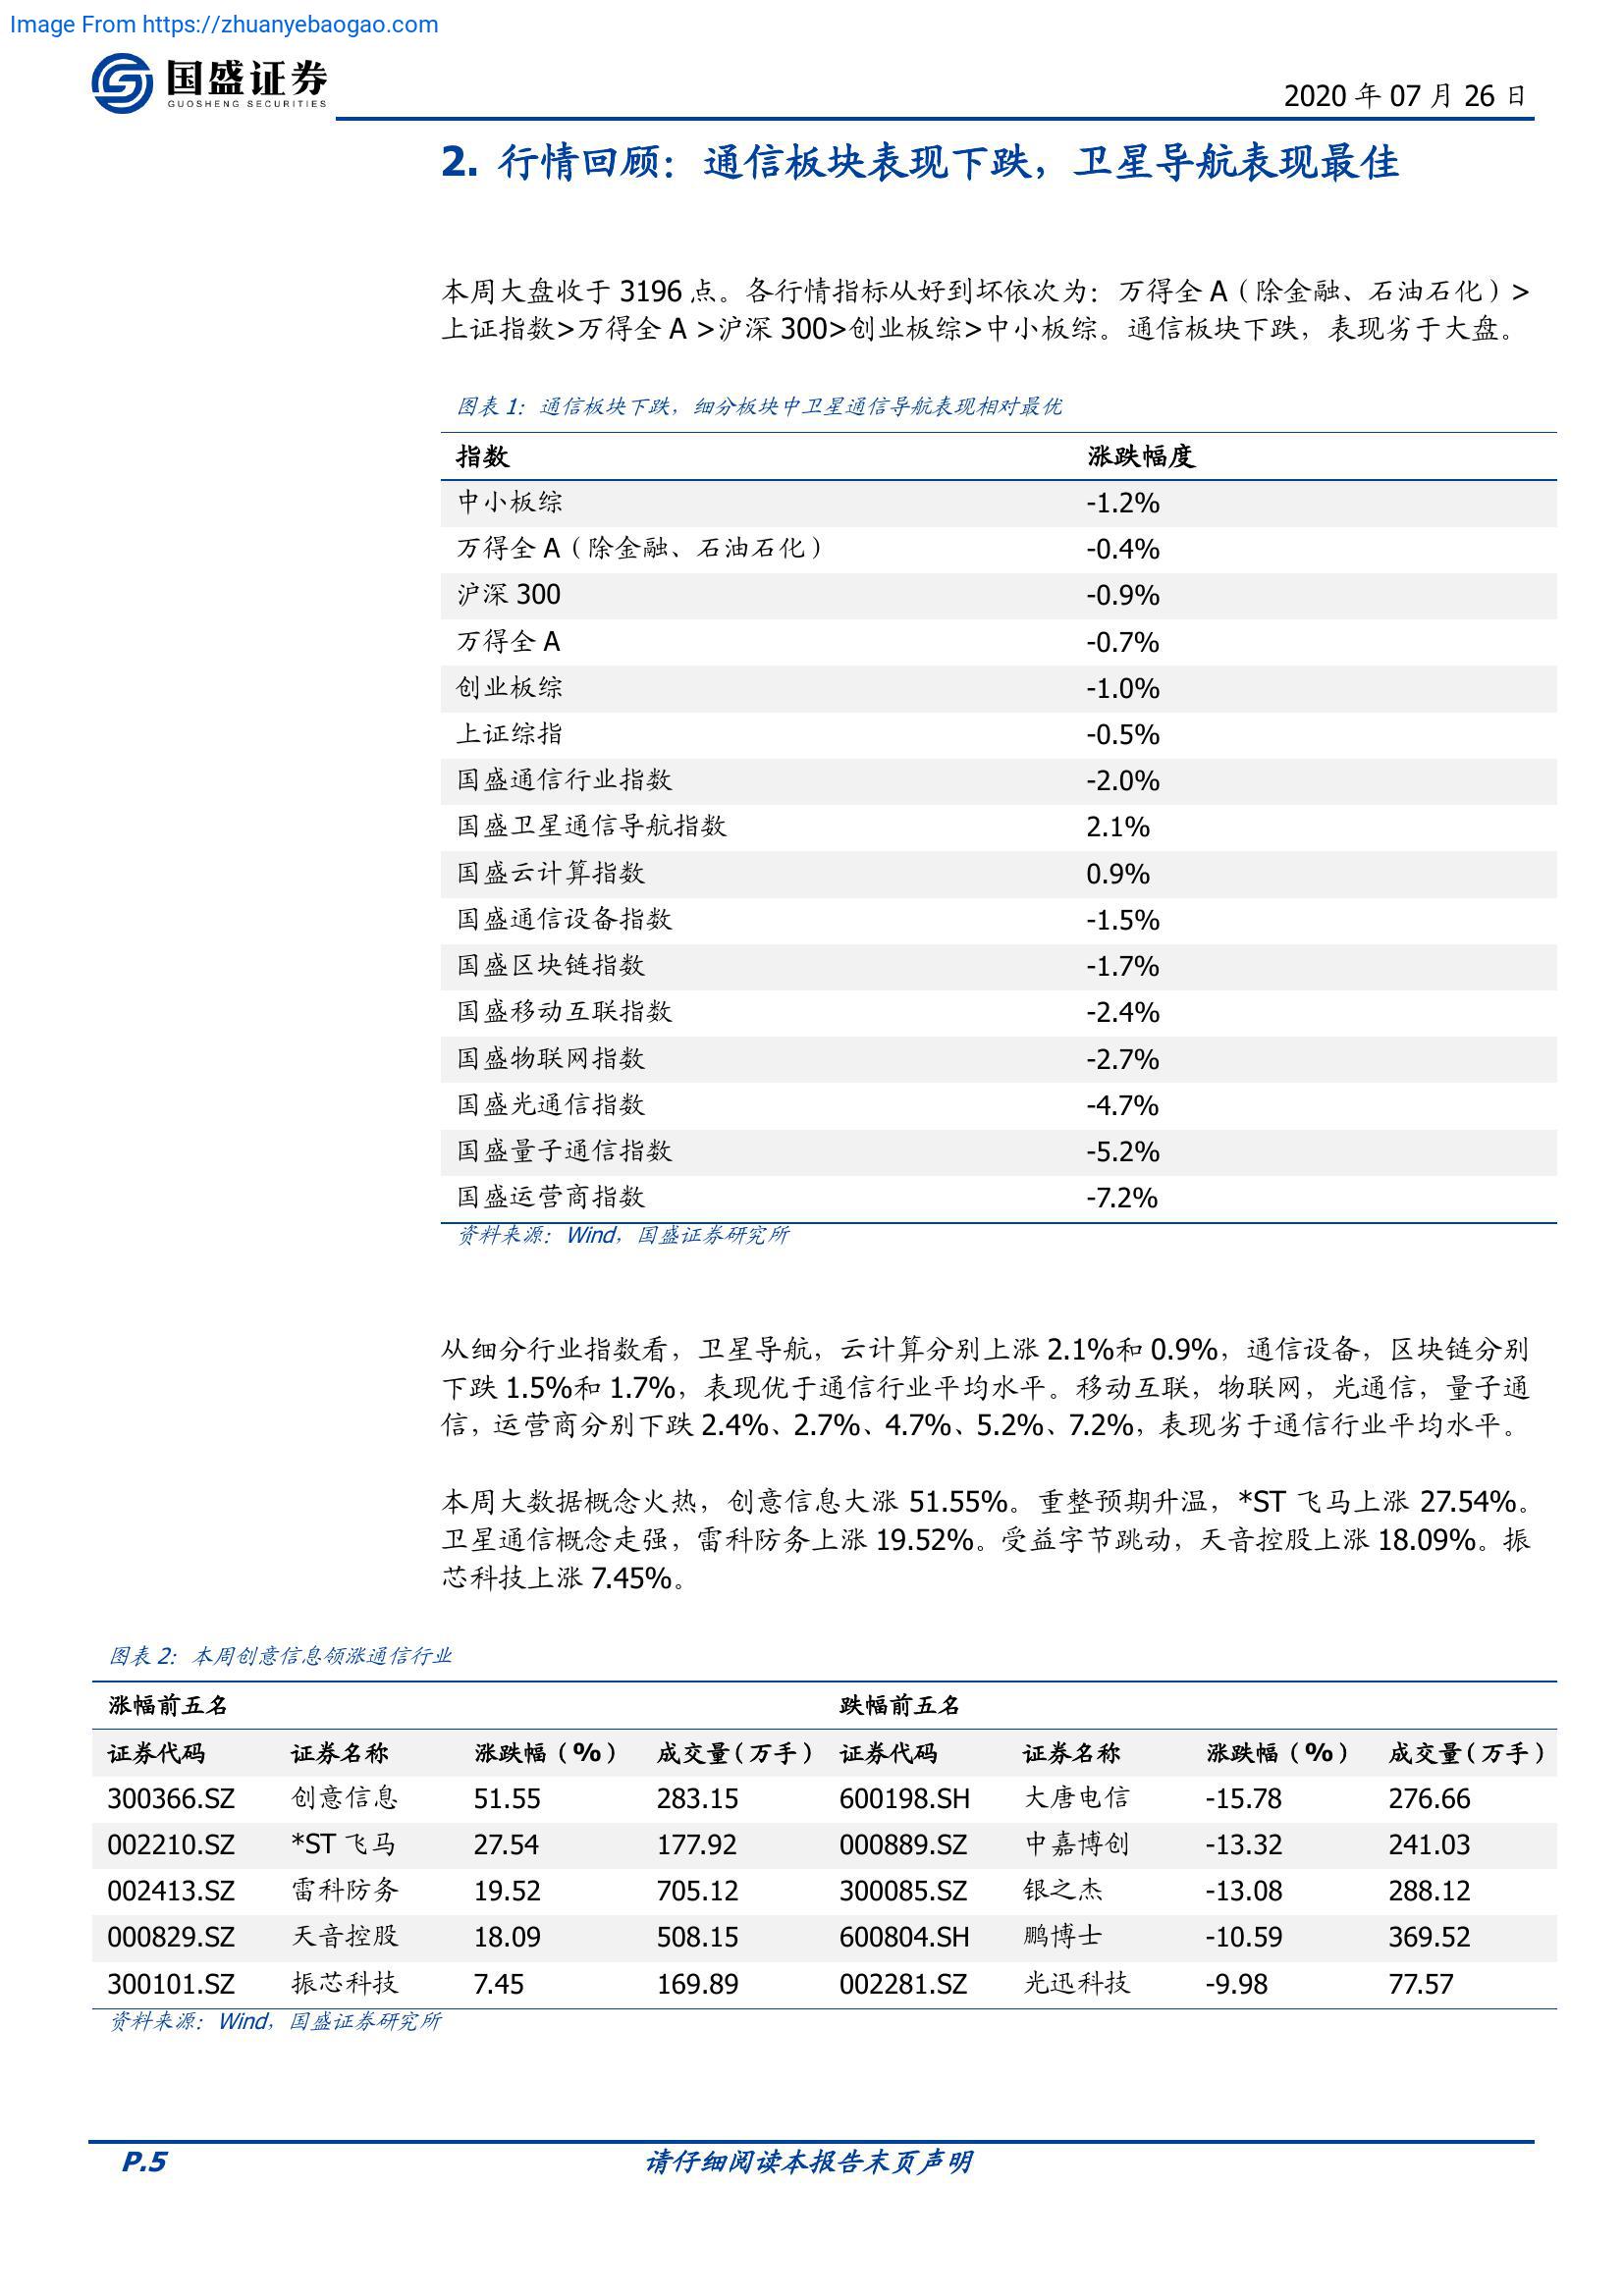 Image From https://zhuanyebaogao.com
国盛证券
GUOSHENG SECURITIES
2020 年 07 月 26 日
2. 行情回顾：通信板块表现下跌，卫星导航表现最佳
本周大盘收于 3196 点。各行情指标从好到坏依次为：万得全 A（除金融、石油石化）>
上证指数>万得全 A >沪深 300>创业板综>中小板综。通信板块下跌，表现劣于大盘。
图表 1：通信板块下跌，细分板块中卫星通信导航表现相对最优
指数 涨跌幅度
中小板综 -1.2%
万得全 A（除金融、石油石化） -0.4%
沪深 300 -0.9%
万得全 A -0.7%
创业板综 -1.0%
上证综指 -0.5%
国盛通信行业指数 -2.0%
国盛卫星通信导航指数 2.1%
国盛云计算指数 0.9%
国盛通信设备指数 -1.5%
国盛区块链指数 -1.7%
国盛移动互联指数 -2.4%
国盛物联网指数 -2.7%
国盛光通信指数 -4.7%
国盛量子通信指数 -5.2%
国盛运营商指数 -7.2%
资料来源：Wind，国盛证券研究所
从细分行业指数看，卫星导航，云计算分别上涨 2.1%和 0.9%，通信设备，区块链分别
下跌 1.5%和 1.7%，表现优于通信行业平均水平。移动互联，物联网，光通信，量子通
信，运营商分别下跌 2.4%、2.7%、4.7%、5.2%、7.2%，表现劣于通信行业平均水平。
本周大数据概念火热，创意信息大涨 51.55%。重整预期升温，*ST 飞马上涨 27.54%。
卫星通信概念走强，雷科防务上涨 19.52%。受益字节跳动，天音控股上涨 18.09%。振
芯科技上涨 7.45%。
图表 2：本周创意信息领涨通信行业
涨幅前五名 跌幅前五名
证券代码 证券名称 涨跌幅（%） 成交量（万手） 证券代码 证券名称 涨跌幅（%） 成交量（万手）
300366.SZ 创意信息 51.55 283.15 600198.SH 大唐电信 -15.78 276.66
002210.SZ *ST 飞马 27.54 177.92 000889.SZ 中嘉博创 -13.32 241.03
002413.SZ 雷科防务 19.52 705.12 300085.SZ 银之杰 -13.08 288.12
000829.SZ 天音控股 18.09 508.15 600804.SH 鹏博士 -10.59 369.52
300101.SZ 振芯科技 7.45 169.89 002281.SZ 光迅科技 -9.98 77.57
资料来源：Wind，国盛证券研究所
P.5 请仔细阅读本报告末页声明